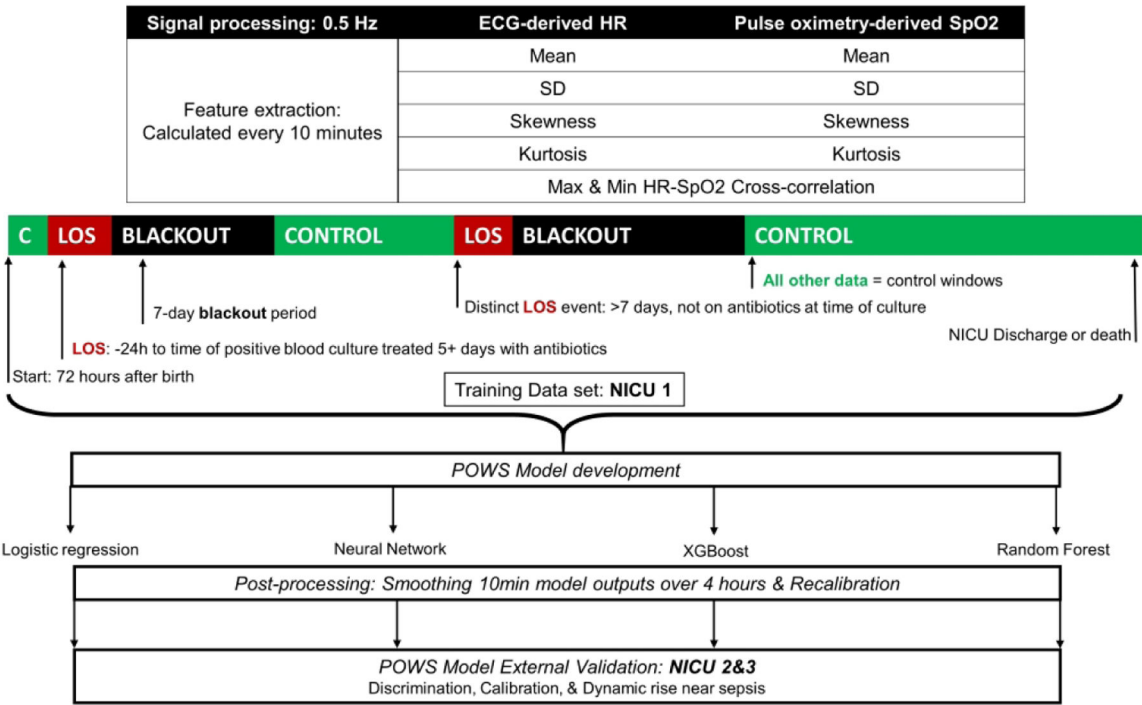 Signal processing: 0.5 Hz ECG-derived HR Pulse oximetry-derived SpO2
Feature extraction:
Calculated every 10 minutes
Mean Mean
SD SD
Skewness Skewness
Kurtosis Kurtosis
Max & Min HR-SpO2 Cross-correlation
C LOS BLACKOUT CONTROL LOS BLACKOUT CONTROL
All other data = control windows
7-day blackout period
Distinct LOS event: >7 days, not on antibiotics at time of culture
NICU Discharge or death
LOS: -24h to time of positive blood culture treated 5+ days with antibiotics
Start: 72 hours after birth
Training Data set: NICU 1
POWS Model development
Logistic regression Neural Network XGBoost Random Forest
Post-processing: Smoothing 10min model outputs over 4 hours & Recalibration
POWS Model External Validation: NICU 2&3
Discrimination, Calibration, & Dynamic rise near sepsis